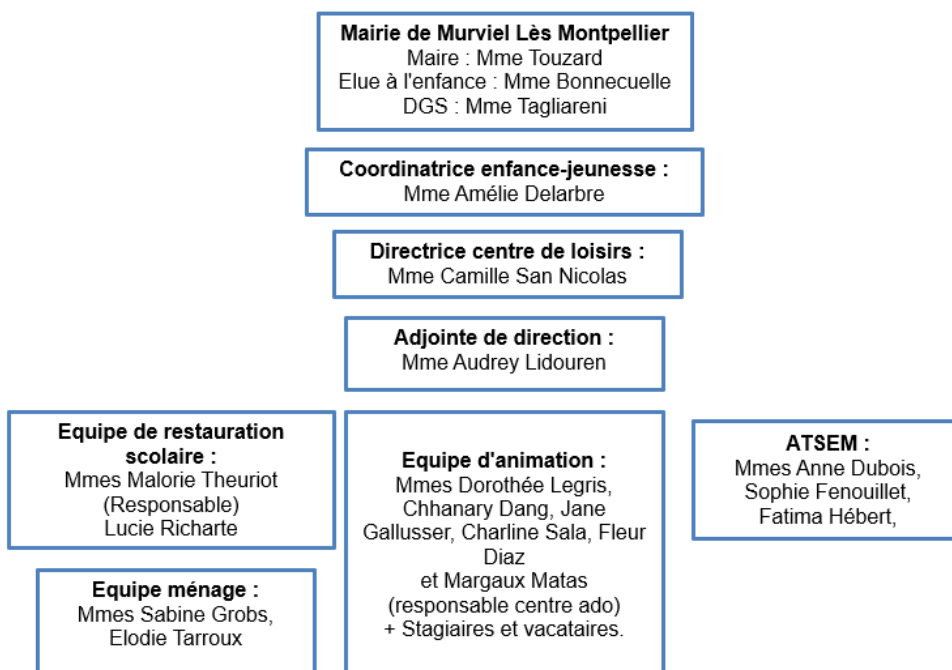 Mairie de Murviel Lès Montpellier
Maire : Mme Touzard
Elue à l'enfance : Mme Bonnecuelle
DGS : Mme Tagliareni
Coordinatrice enfance-jeunesse :
Mme Amélie Delarbre
Directrice centre de loisirs :
Mme Camille San Nicolas
Adjointe de direction :
Mme Audrey Lidouren
Equipe de restauration
scolaire :
Mmes Malorie Theuriot
(Responsable)
Lucie Richarte
Equipe ménage :
Mmes Sabine Grobs,
Elodie Tarroux
Equipe d'animation :
Mmes Dorothée Legris,
Chhanary Dang, Jane
Gallusser, Charline Sala, Fleur
Diaz
et Margaux Matas
(responsable centre ado)
+ Stagiaires et vacataires.
ATSEM :
Mmes Anne Dubois,
Sophie Fenouillet,
Fatima Hébert,